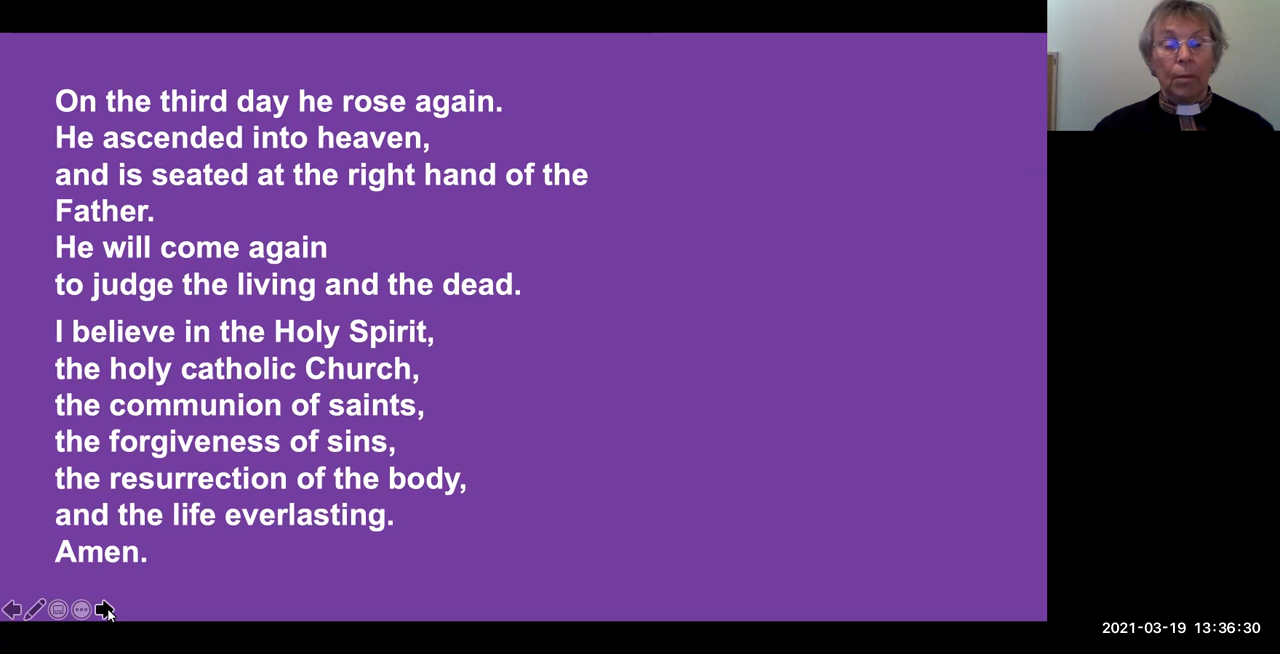 On the third day he rose again.
He ascended into heaven,
and is seated at the right hand of the
Father.
He will come again
to judge the living and the dead.
I believe in the Holy Spirit,
the holy catholic Church,
the communion of saints,
the forgiveness of sins,
the resurrection of the body,
and the life everlasting.
Amen.
2021-03-19 13:36:30